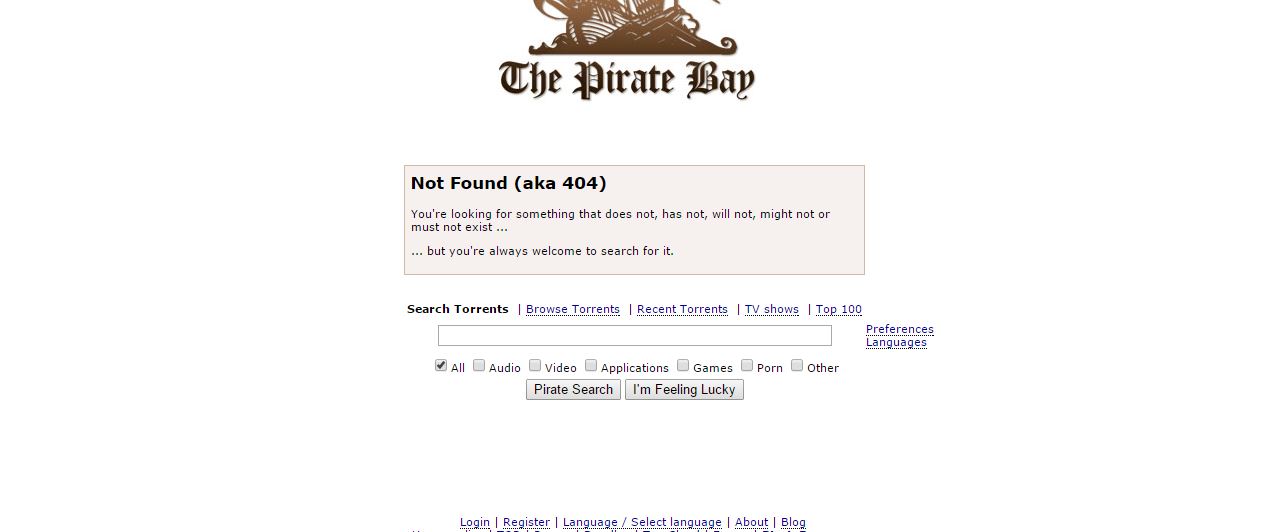 The Pirate Bay
Not Found (aka 404)
You're looking for something that does not, has not, will not, might not or
must not exist ...
... but you're always welcome to search for it.
Search Torrents | Browse Torrents | Recent Torrents | TV shows | Top 100
Preferences
Languages
All Audio Video Applications Games Porn Other
Pirate Search I'm Feeling Lucky
Login | Register | Language / Select language | About | Blog